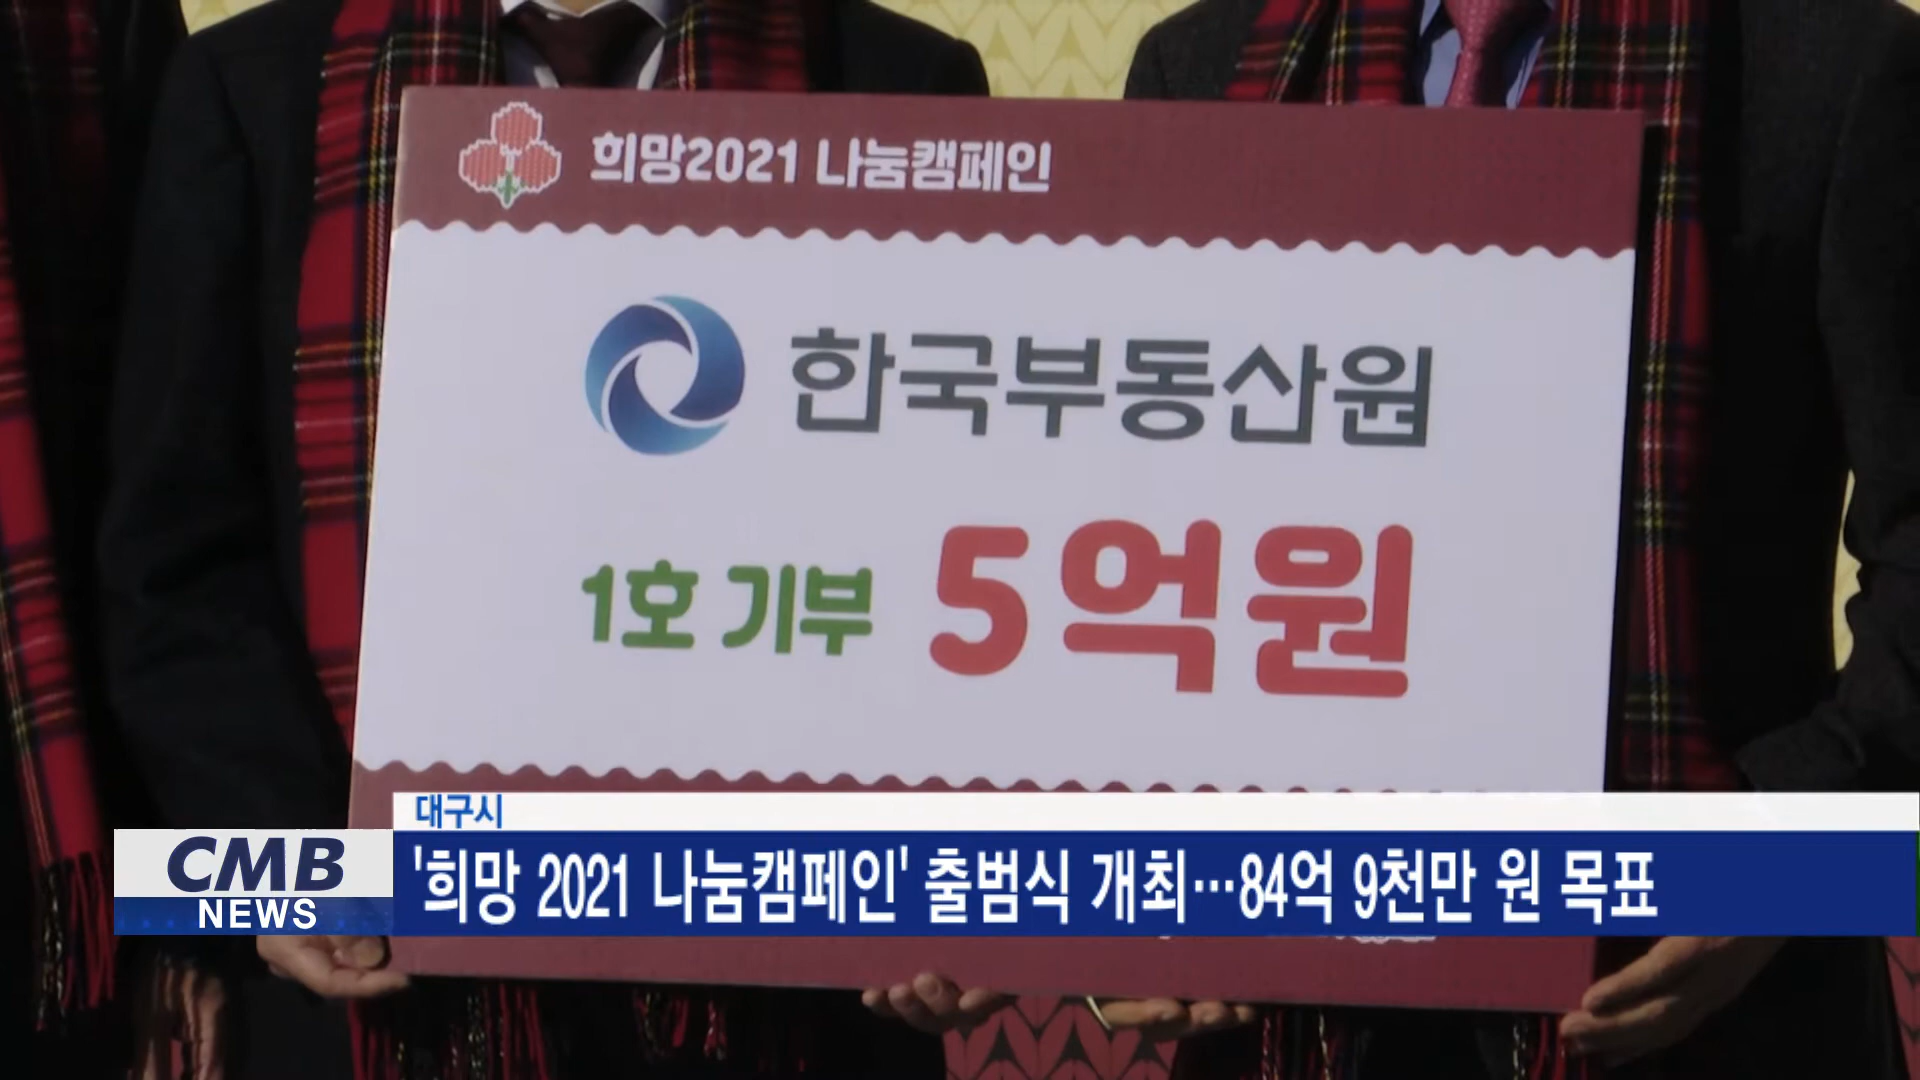 희망2021 나눔캠페인
한국부동산원
1호 기부 5억원
대구시
CMB
NEWS
'희망 2021 나눔캠페인' 출범식 개최…84억 9천만 원 목표